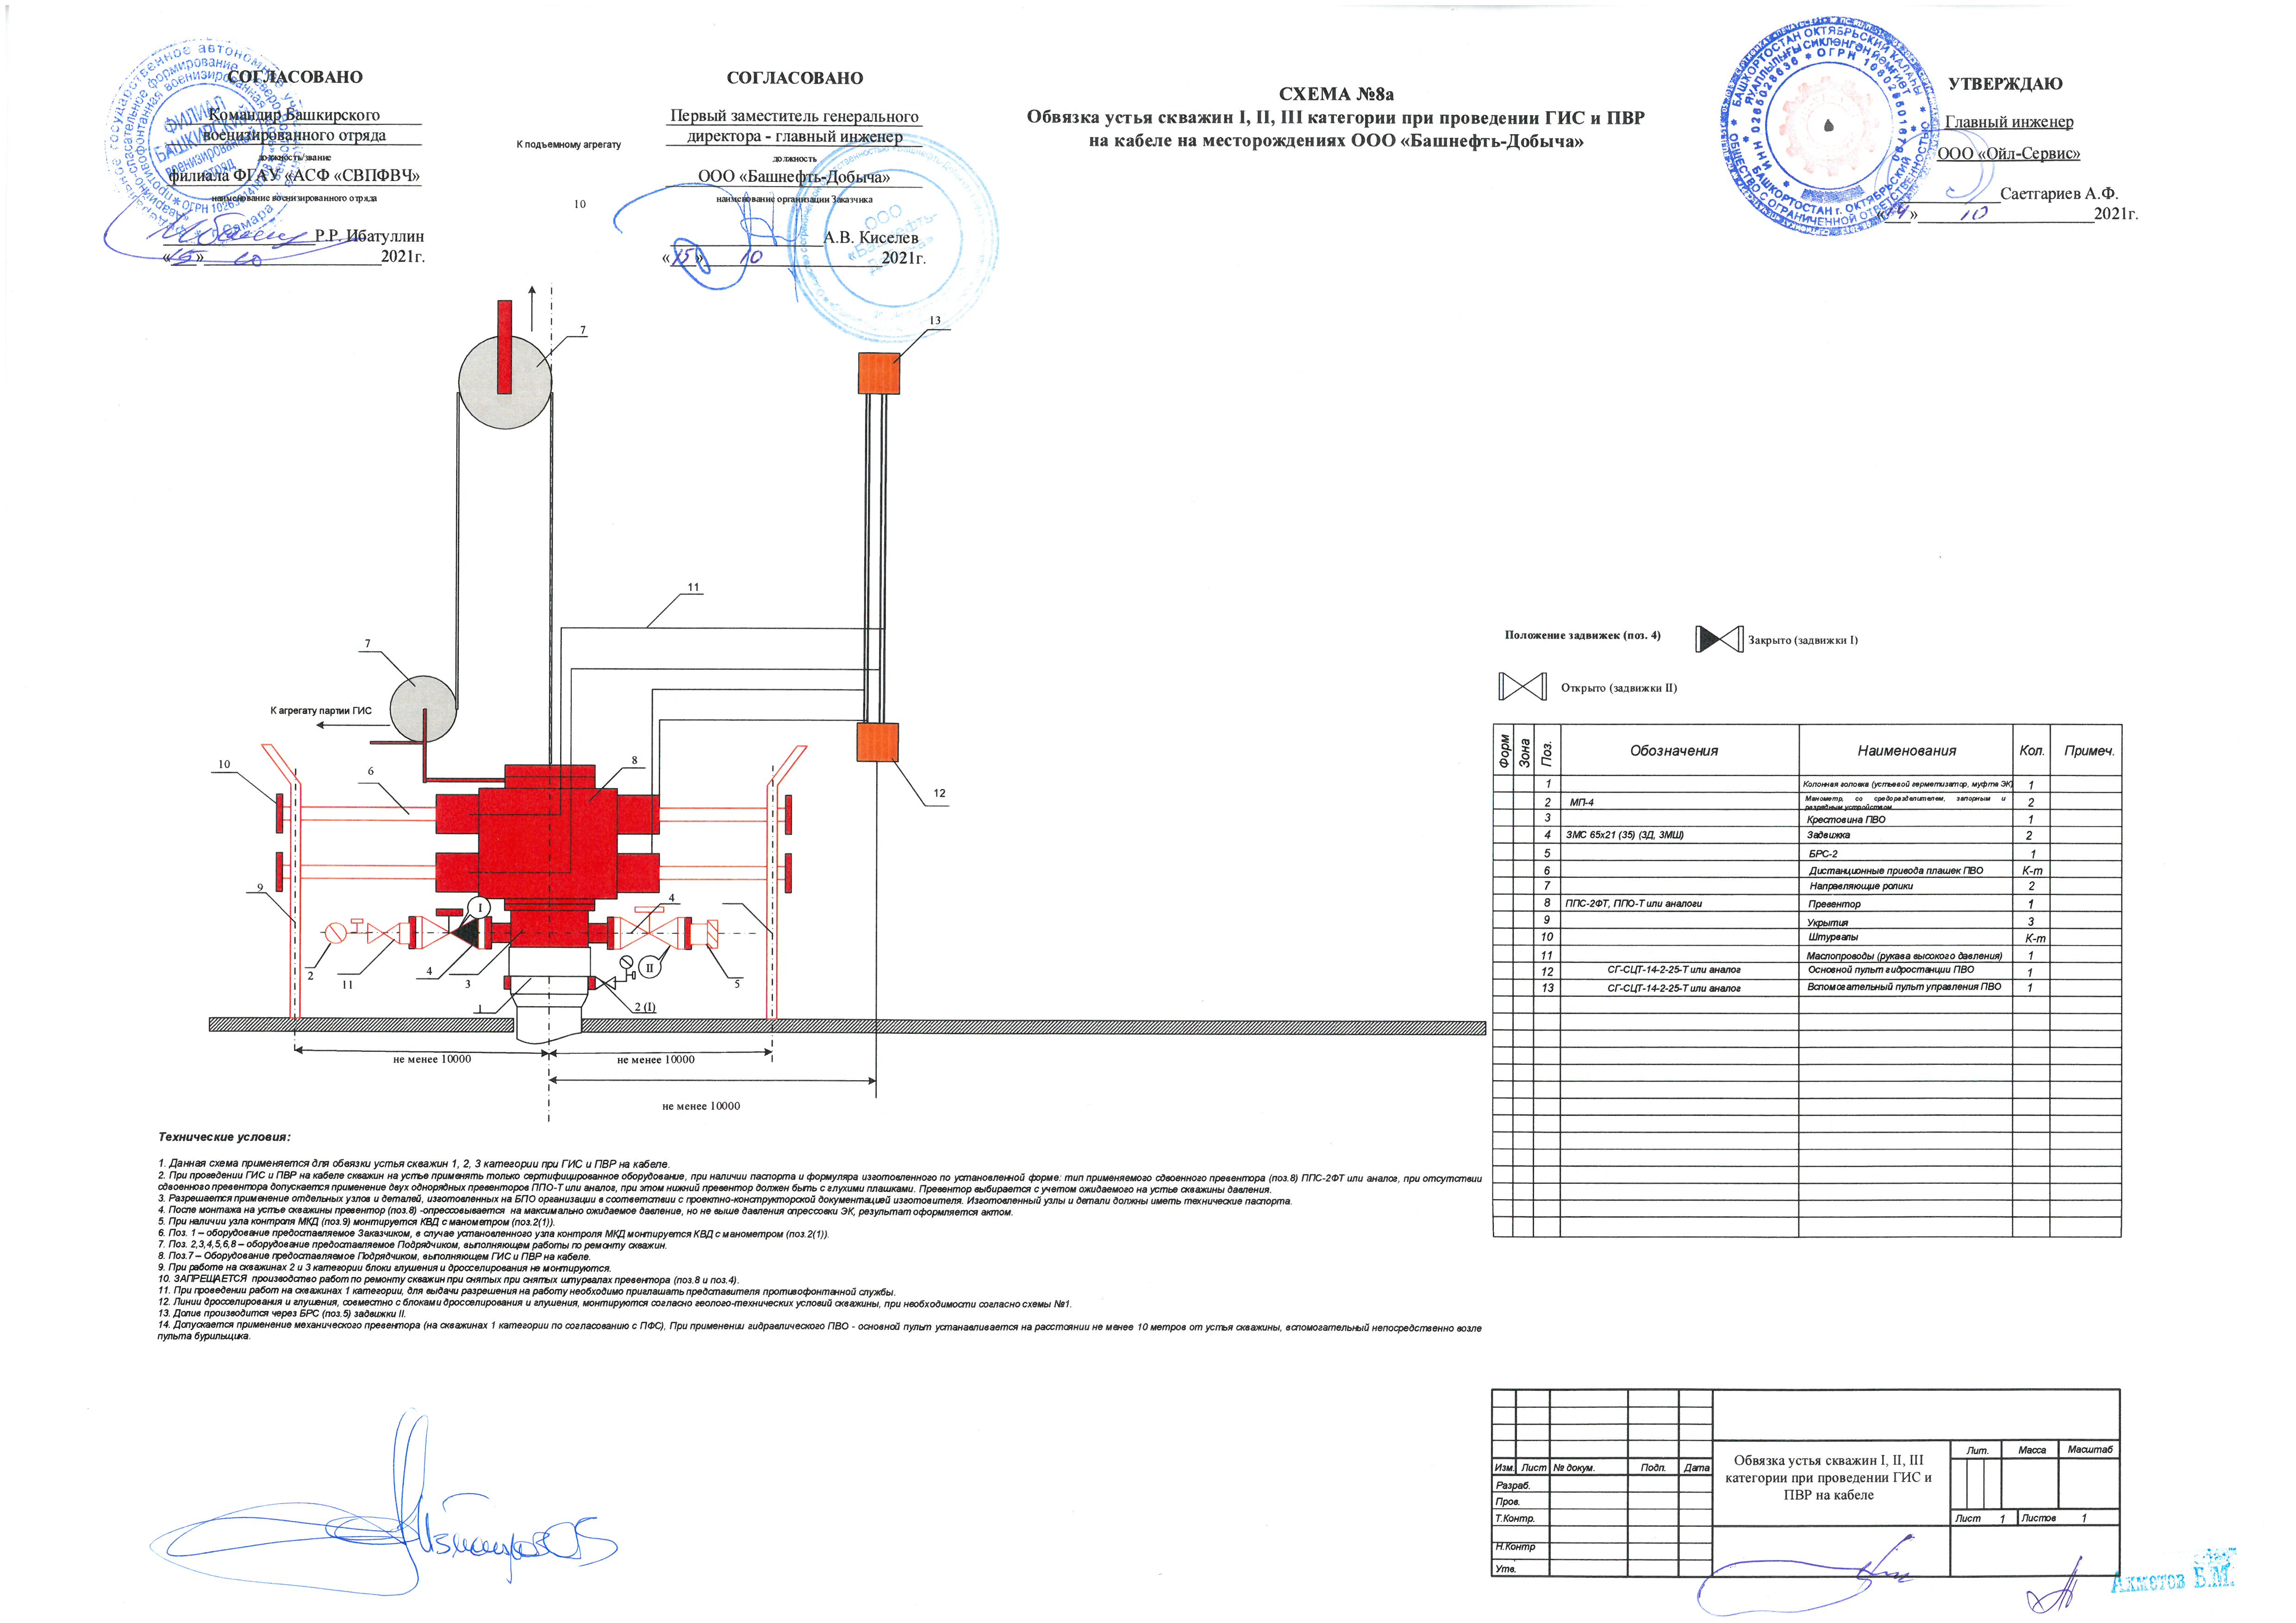 СОГЛАСОВАНО
Командир Башкирского
военизированного отряда
должность/звание
филиала ФГАУ «АСФ «СВПФВЧ»
наименование военизированного отряда
Р.Р. Ибатуллин
«15» 10 2021г.
К подъемному агрегату
10
СОГЛАСОВАНО
Первый заместитель генерального
директора - главный инженер
должность
ООО «Башнефть-Добыча»
наименование организации Заказчика
А.В. Киселев
«15» 10 2021г.
ООО
«Башнефть-
Добыча»
СХЕМА №8а
Обвязка устья скважин I, II, III категории при проведении ГИС и ПВР
на кабеле на месторождениях ООО «Башнефть-Добыча»
УТВЕРЖДАЮ
Главный инженер
ООО «Ойл-Сервис»
Саетгариев А.Ф.
«14» 10 2021г.
ФИЛИАЛ
БАШКИРСКИЙ
военизированный
отряд
7
13
11
7
К агрегату партии ГИС
10
6
8
12
9
I
4
2
11
4
3
II
5
1
2 (I)
не менее 10000
не менее 10000
не менее 10000
Положение задвижек (поз. 4)
Закрыто (задвижки I)
Открыто (задвижки II)
Форм Зона Поз. Обозначения Наименования Кол. Примеч.
1 Колонная головка (устьевой герметизатор, муфта ЭК) 1
2 МП-4 Манометр, со средоразделителем, запорным и разрядным устройством 2
3 Крестовина ПВО 1
4 ЗМС 65х21 (35) (ЗД, ЗМШ) Задвижка 2
5 БРС-2 1
6 Дистанционные привода плашек ПВО К-т
7 Направляющие ролики 2
8 ППС-2ФТ, ППО-Т или аналоги Превентор 1
9 Укрытия 3
10 Штурвалы К-т
11 Маслопроводы (рукава высокого давления) 1
12 СГ-СЦТ-14-2-25-Т или аналог Основной пульт гидростанции ПВО 1
13 СГ-СЦТ-14-2-25-Т или аналог Вспомогательный пульт управления ПВО 1
Технические условия:
1. Данная схема применяется для обвязки устья скважин 1, 2, 3 категории при ГИС и ПВР на кабеле.
2. При проведении ГИС и ПВР на кабеле скважин на устье применять только сертифицированное оборудование, при наличии паспорта и формуляра изготовленного по установленной форме: тип применяемого сдвоенного превентора (поз.8) ППС-2ФТ или аналог, при отсутствии
сдвоенного превентора допускается применение двух однорядных превенторов ППО-Т или аналог, при этом нижний превентор должен быть с глухими плашками. Превентор выбирается с учетом ожидаемого на устье скважины давления.
3. Разрешается применение отдельных узлов и деталей, изготовленных на БПО организации в соответствии с проектно-конструкторской документацией изготовителя. Изготовленный узлы и детали должны иметь технические паспорта.
4. После монтажа на устье скважины превентор (поз.8) -опрессовывается на максимально ожидаемое давление, но не выше давления опрессовки ЭК, результат оформляется актом.
5. При наличии узла контроля МКД (поз.9) монтируется КВД с манометром (поз.2(1)).
6. Поз. 1 – оборудование предоставляемое Заказчиком, в случае установленного узла контроля МКД монтируется КВД с манометром (поз.2(1)).
7. Поз. 2,3,4,5,6,8 – оборудование предоставляемое Подрядчиком, выполняющем работы по ремонту скважин.
8. Поз.7 – Оборудование предоставляемое Подрядчиком, выполняющем ГИС и ПВР на кабеле.
9. При работе на скважинах 2 и 3 категории блоки глушения и дросселирования не монтируются.
10. ЗАПРЕЩАЕТСЯ производство работ по ремонту скважин при снятых при снятых штурвалах превентора (поз.8 и поз.4).
11. При проведении работ на скважинах 1 категории, для выдачи разрешения на работу необходимо приглашать представителя противофонтанной службы.
12. Линии дросселирования и глушения, совместно с блоками дросселирования и глушения, монтируются согласно геолого-технических условий скважины, при необходимости согласно схемы №1.
13. Долив производится через БРС (поз.5) задвижки II.
14. Допускается применение механического превентора (на скважинах 1 категории по согласованию с ПФС), При применении гидравлического ПВО - основной пульт устанавливается на расстоянии не менее 10 метров от устья скважины, вспомогательный непосредственно возле
пульта бурильщика.
Изм. Лист № докум. Подп. Дата
Разраб.
Пров.
Т.Контр.
Н.Контр
Утв.
Обвязка устья скважин I, II, III
категории при проведении ГИС и
ПВР на кабеле
Лит. Масса Масштаб
Лист 1 Листов 1
Ахметов Б.М.